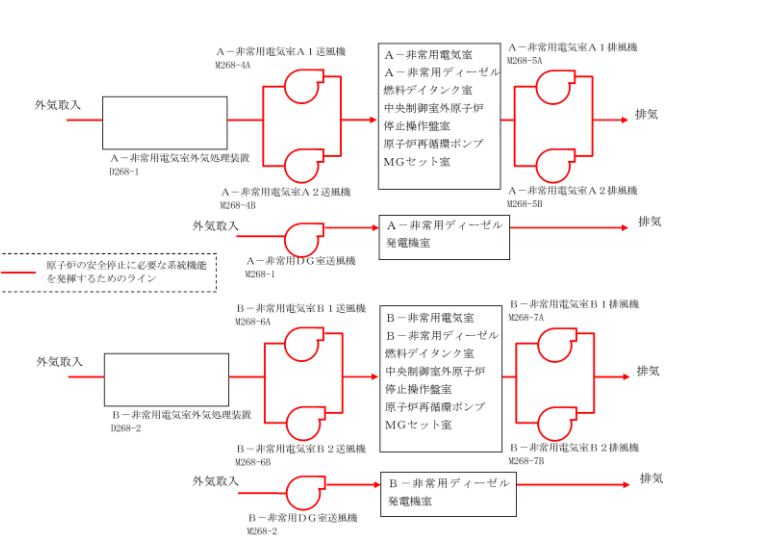 A－非常用電気室A1送風機
M268-4A
A－非常用電気室A1排風機
M268-5A
外気取入
A－非常用電気室
A－非常用ディーゼル
燃料デイタンク室
中央制御室外原子炉
停止操作盤室
原子炉再循環ポンプ
MGセット室
排気
A－非常用電気室外気処理装置
D268-1
A－非常用電気室A2送風機
M268-4B
A－非常用電気室A2排風機
M268-5B
外気取入
A－非常用ディーゼル
発電機室
排気
A－非常用DG室送風機
M268-1
原子炉の安全停止に必要な系統機能
を発揮するためのライン
B－非常用電気室B1送風機
M268-6A
B－非常用電気室B1排風機
M268-7A
外気取入
B－非常用電気室
B－非常用ディーゼル
燃料デイタンク室
中央制御室外原子炉
停止操作盤室
原子炉再循環ポンプ
MGセット室
排気
B－非常用電気室外気処理装置
D268-2
B－非常用電気室B2送風機
M268-6B
B－非常用電気室B2排風機
M268-7B
外気取入
B－非常用ディーゼル
発電機室
排気
B－非常用DG室送風機
M268-2